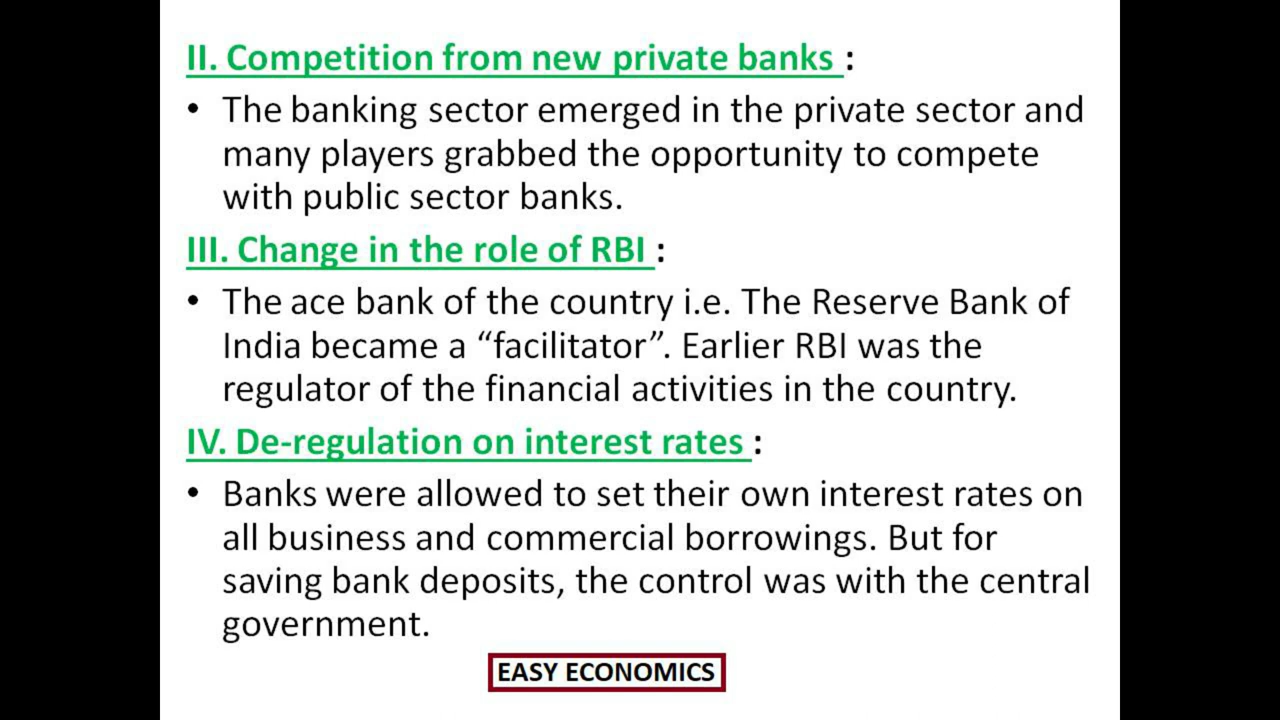 II. Competition from new private banks :
• The banking sector emerged in the private sector and
many players grabbed the opportunity to compete
with public sector banks.
III. Change in the role of RBI :
• The ace bank of the country i.e. The Reserve Bank of
India became a “facilitator”. Earlier RBI was the
regulator of the financial activities in the country.
IV. De-regulation on interest rates :
• Banks were allowed to set their own interest rates on
all business and commercial borrowings. But for
saving bank deposits, the control was with the central
government.
EASY ECONOMICS